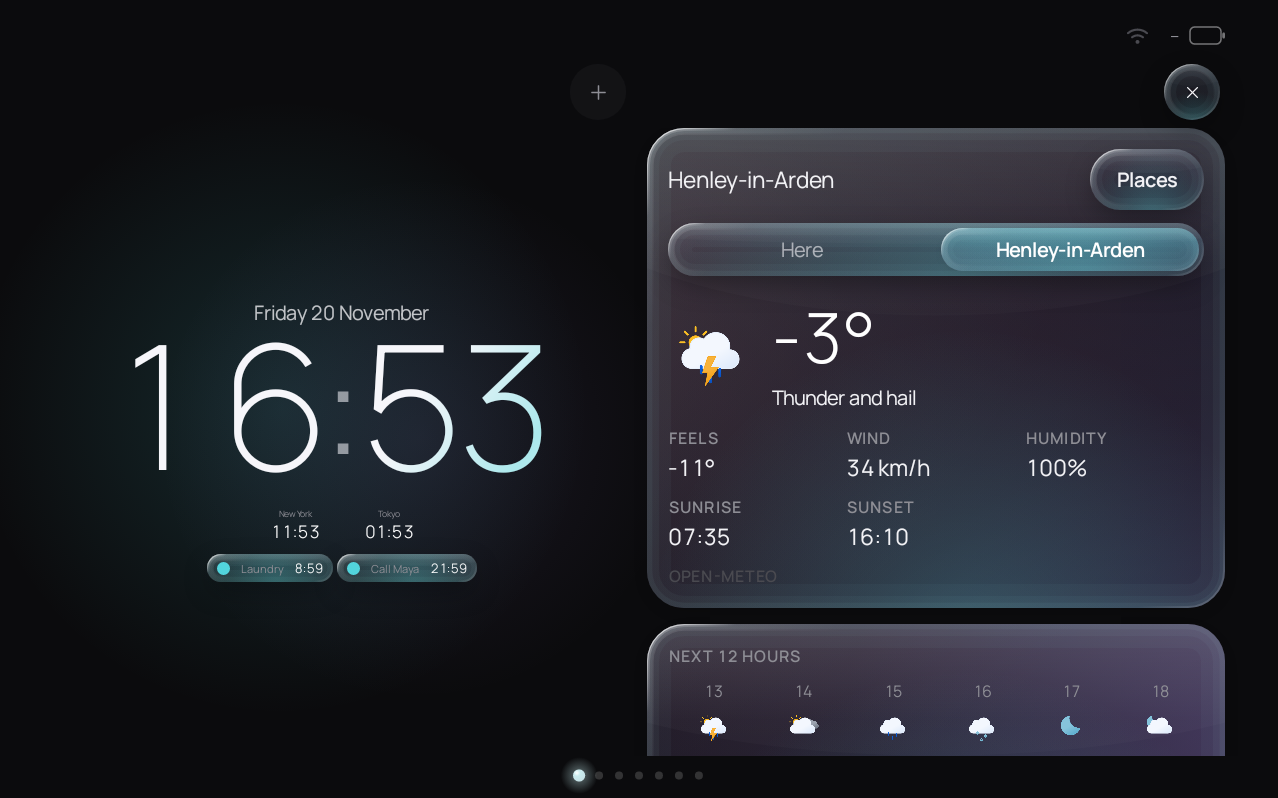 Friday 20 November
16:53
New York
11:53
Tokyo
01:53
Laundry 8:59
Call Maya 21:59
Henley-in-Arden
Places
Here
Henley-in-Arden
-3°
Thunder and hail
FEELS
-11°
WIND
34 km/h
HUMIDITY
100%
SUNRISE
07:35
SUNSET
16:10
OPEN-METEO
NEXT 12 HOURS
13 14 15 16 17 18